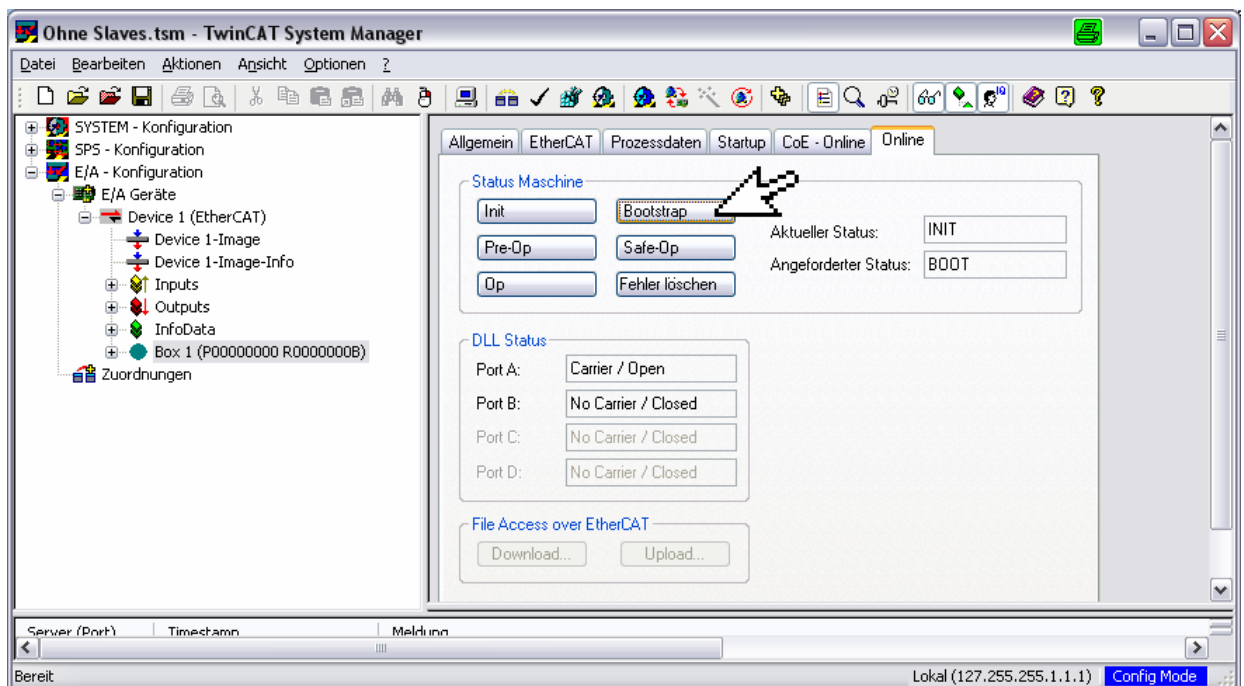 Ohne Slaves.tsm - TwinCAT System Manager
Datei Bearbeiten Aktionen Ansicht Optionen ?
SYSTEM - Konfiguration
SPS - Konfiguration
E/A - Konfiguration
E/A Geräte
Device 1 (EtherCAT)
Device 1-Image
Device 1-Image-Info
Inputs
Outputs
InfoData
Box 1 (P00000000 R0000000B)
Zuordnungen
Allgemein EtherCAT Prozessdaten Startup CoE - Online Online
Status Maschine
Init Bootstrap
Pre-Op Safe-Op
Op Fehler löschen
Aktueller Status: INIT
Angeforderter Status: BOOT
DLL Status
Port A: Carrier / Open
Port B: No Carrier / Closed
Port C: No Carrier / Closed
Port D: No Carrier / Closed
File Access over EtherCAT
Download... Upload...
Server (Port) Timestamp Meldung
Bereit Lokal (127.255.255.1.1.1) Config Mode